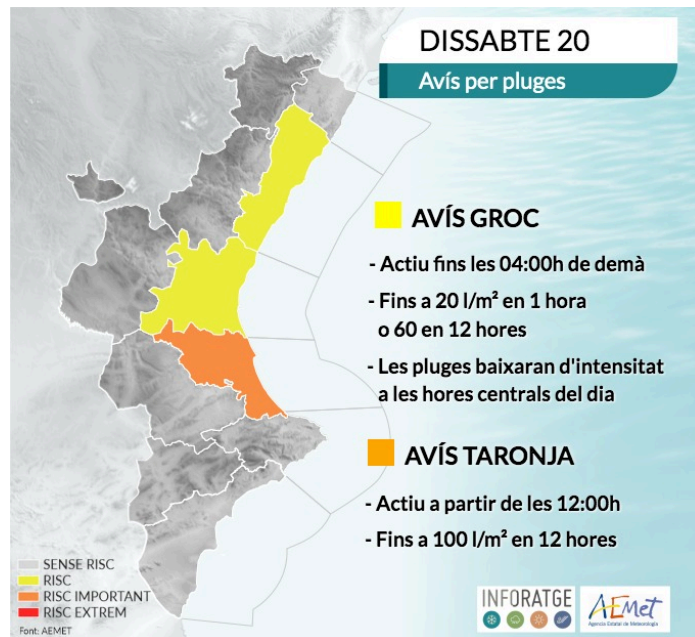 DISSABTE 20
Avís per pluges
AVÍS GROC
- Actiu fins les 04:00h de demà
- Fins a 20 l/m² en 1 hora
o 60 en 12 hores
- Les pluges baixaran d'intensitat
a les hores centrals del dia
AVÍS TARONJA
- Actiu a partir de les 12:00h
- Fins a 100 l/m² en 12 hores
SENSE RISC
RISC
RISC IMPORTANT
RISC EXTREM
Font: AEMET
INFORATGE
AEMet
Agencia Estatal de Meteorología